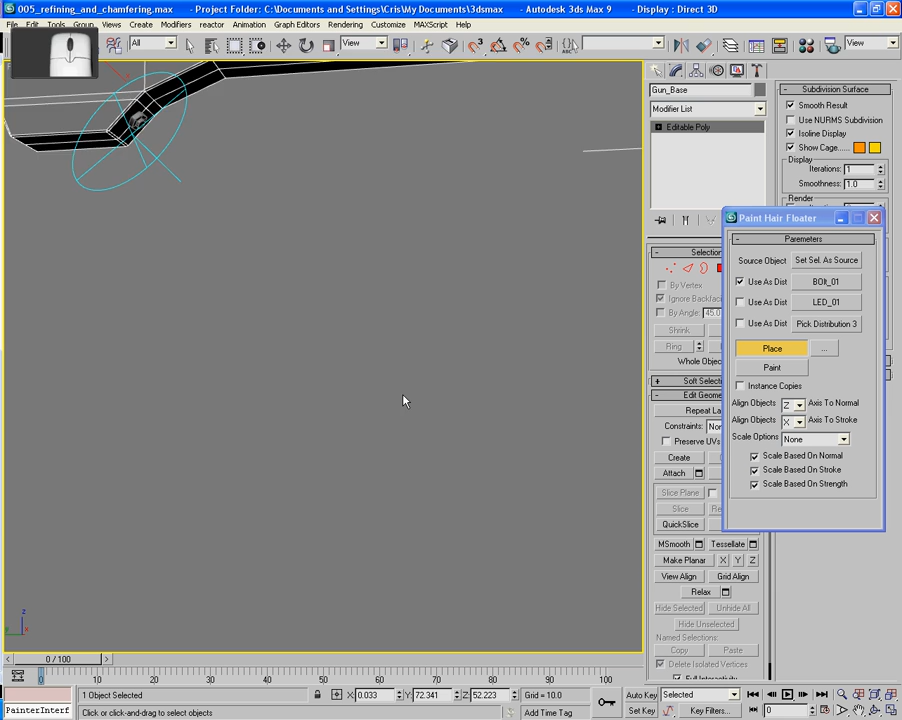 005_refining_and_chamfering.max - Project Folder: C:\Documents and Settings\Cris\My Documents\3dsmax - Autodesk 3ds Max 9 - Display : Direct 3D
File Edit Tools Group Views Create Modifiers reactor Animation Graph Editors Rendering Customize MAXScript Help
All View View
Gun_Base
Modifier List
Editable Poly
Subdivision Surface
Smooth Result
Use NURMS Subdivision
Isoline Display
Show Cage......
Display
Iterations: 1
Smoothness: 1.0
Render
Paint Hair Floater
Parameters
Source Object Set Sel. As Source
Use As Dist BOlt_01
Use As Dist LED_01
Use As Dist Pick Distribution 3
Place ...
Paint
Instance Copies
Align Objects Z Axis To Normal
Align Objects X Axis To Stroke
Scale Options None
Scale Based On Normal
Scale Based On Stroke
Scale Based On Strength
Selection
By Vertex
Ignore Backfa
By Angle: 45.0
Shrink
Ring
Whole Objec
Soft Selecti
Edit Geome
Repeat La
Constraints: Non
Preserve UVs
Create
Attach
Slice Plane
Slice Re
QuickSlice
MSmooth Tessellate
Make Planar X Y Z
View Align Grid Align
Relax
Hide Selected Unhide All
Hide Unselected
Named Selections:
Copy Paste
Delete Isolated Vertices
Full Interactivity
z
0 / 100
0 10 20 30 40 50 60 70 80 90 100
1 Object Selected X: 0.033 Y: 72.341 Z: 52.223 Grid = 10.0 Auto Key Selected
PainterInterf Click or click-and-drag to select objects Add Time Tag Set Key Key Filters... 0